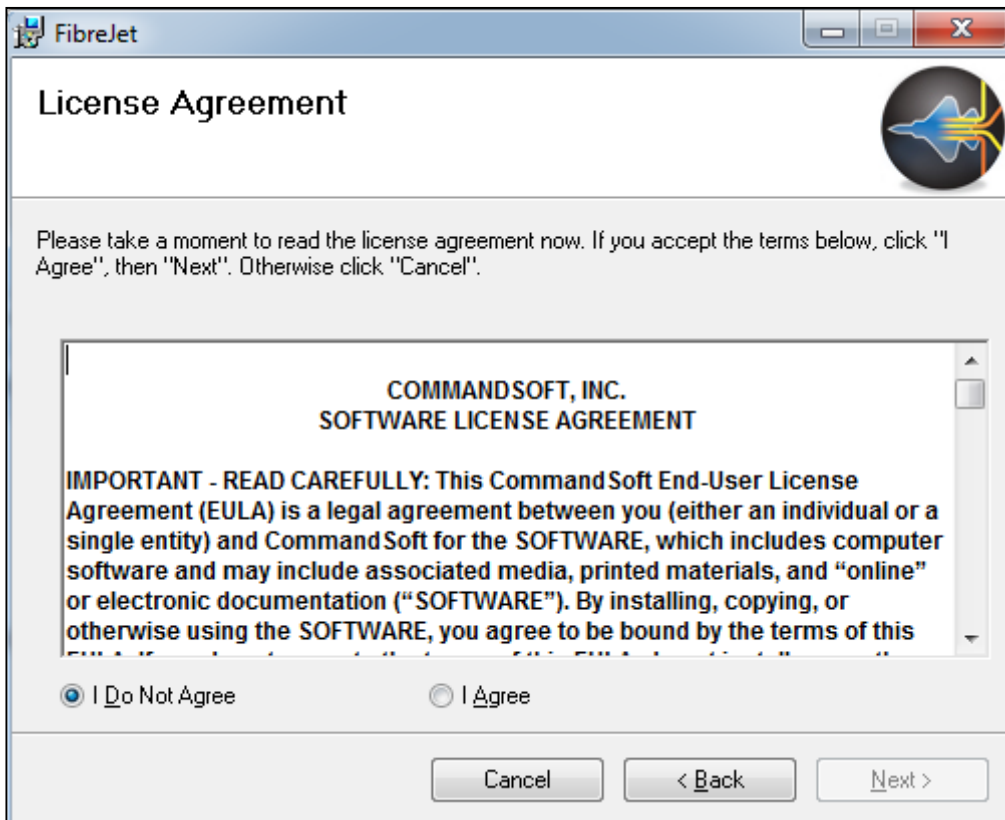 FibreJet
License Agreement
Please take a moment to read the license agreement now. If you accept the terms below, click "I
Agree", then "Next". Otherwise click "Cancel".
COMMANDSOFT, INC.
SOFTWARE LICENSE AGREEMENT
IMPORTANT - READ CAREFULLY: This CommandSoft End-User License
Agreement (EULA) is a legal agreement between you (either an individual or a
single entity) and CommandSoft for the SOFTWARE, which includes computer
software and may include associated media, printed materials, and “online”
or electronic documentation (“SOFTWARE”). By installing, copying, or
otherwise using the SOFTWARE, you agree to be bound by the terms of this
I Do Not Agree
I Agree
Cancel
< Back
Next >